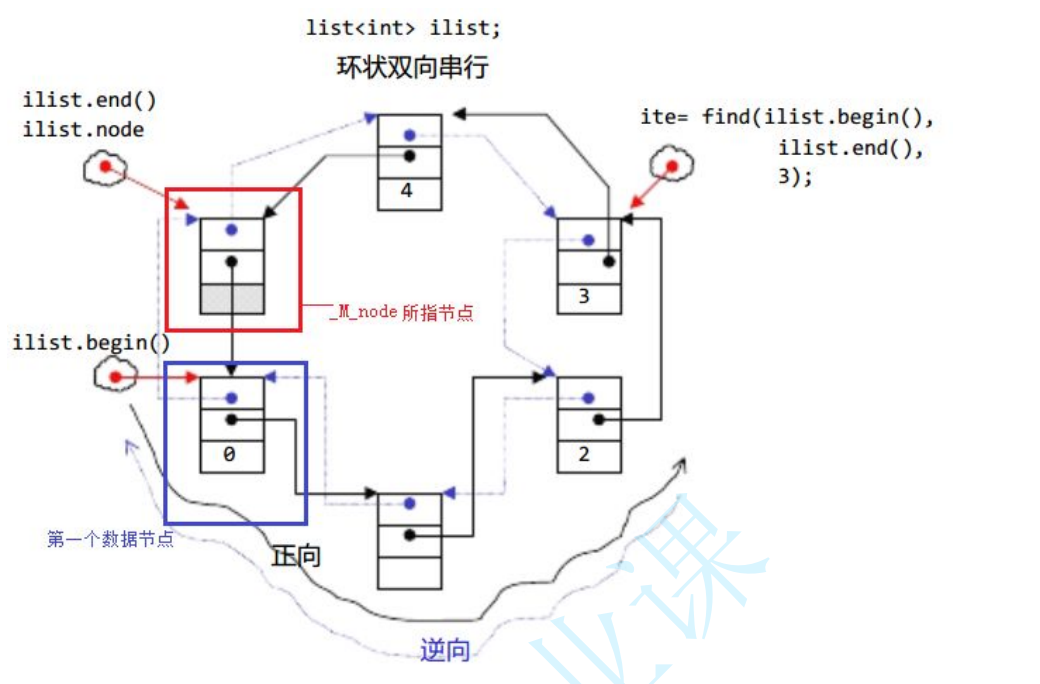 list<int> ilist;
环状双向串行
ilist.end()
ilist.node
ite= find(ilist.begin(),
ilist.end(),
3);
4
3
_M_node 所指节点
ilist.begin()
0
2
第一个数据节点
正向
逆向
业课